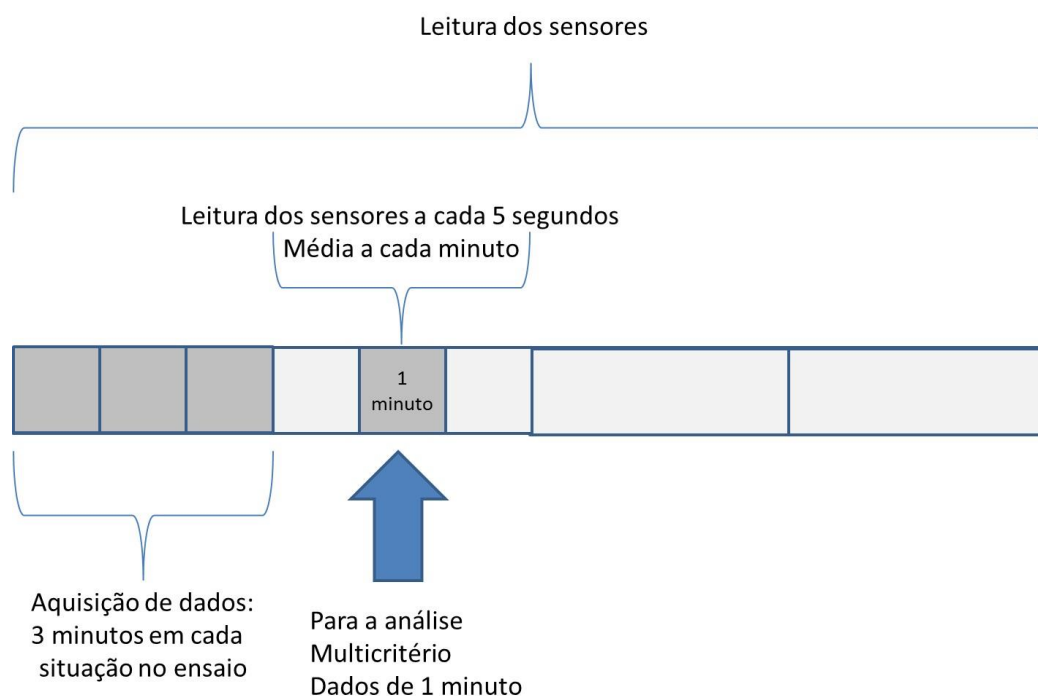 Leitura dos sensores
Leitura dos sensores a cada 5 segundos
Média a cada minuto
1
minuto
Aquisição de dados:
3 minutos em cada
situação no ensaio
Para a análise
Multicritério
Dados de 1 minuto